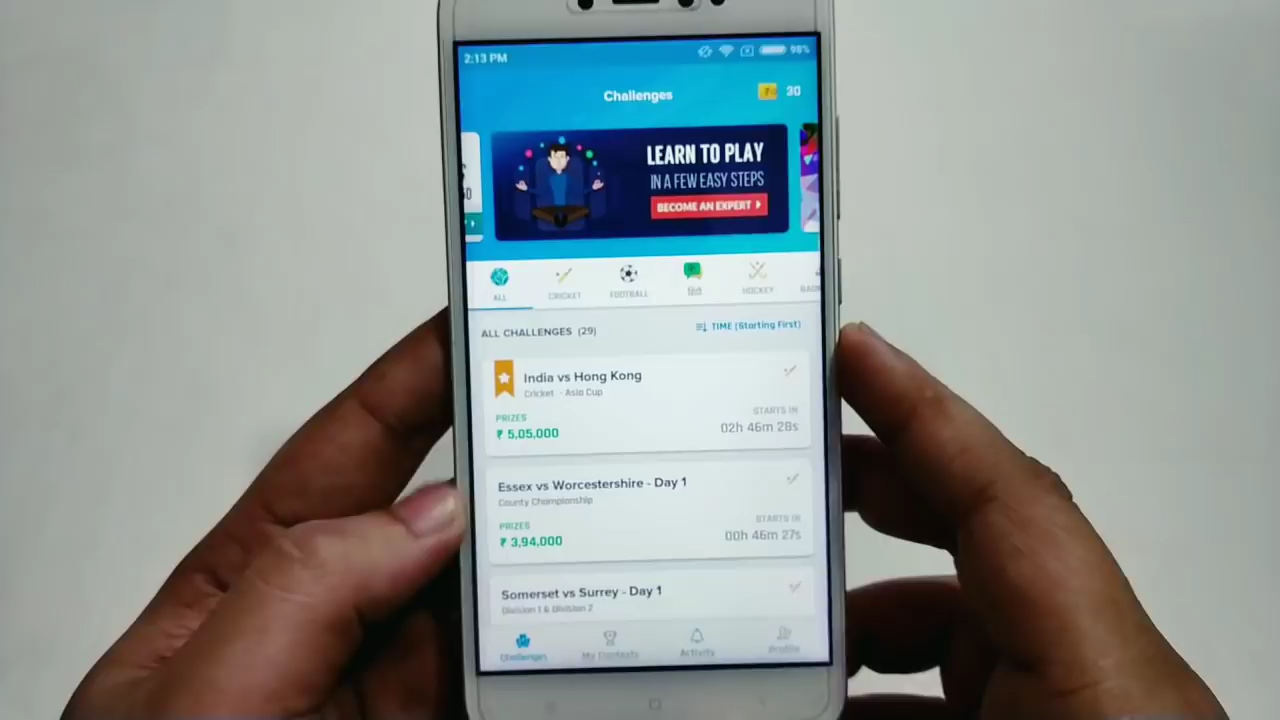 2:13 PM
98%
Challenges
30
LEARN TO PLAY
IN A FEW EASY STEPS
BECOME AN EXPERT
ALL
CRICKET
FOOTBALL
हिंदी
HOCKEY
ALL CHALLENGES (29)
TIME (Starting First)
India vs Hong Kong
Cricket - Asia Cup
PRIZES
STARTS IN
₹ 5,05,000
02h 46m 28s
Essex vs Worcestershire - Day 1
County Championship
PRIZES
STARTS IN
₹ 3,94,000
00h 46m 27s
Somerset vs Surrey - Day 1
Division 1 & Division 2
Challenges
My Contests
Activity
Profile